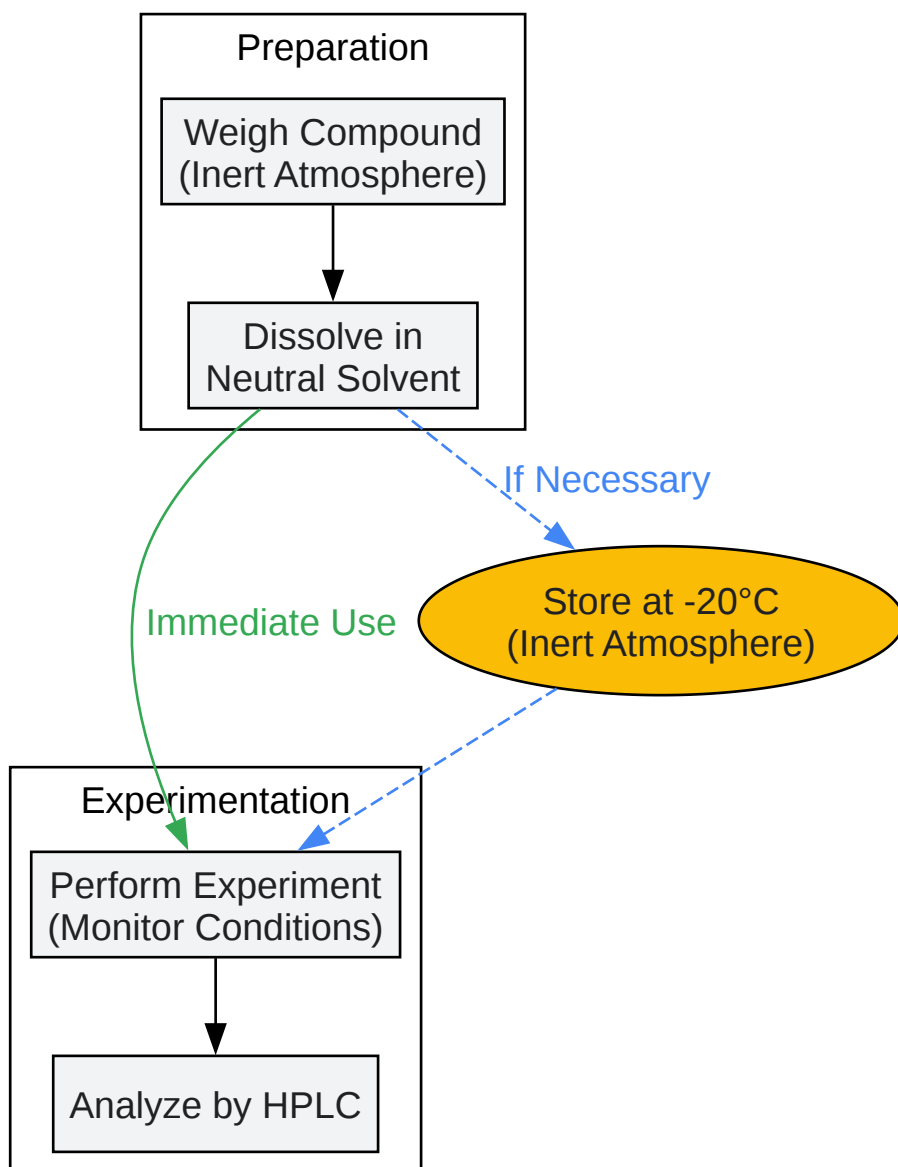 Preparation
Weigh Compound
(Inert Atmosphere)
Dissolve in
Neutral Solvent
If Necessary
Immediate Use
Store at -20°C
(Inert Atmosphere)
Experimentation
Perform Experiment
(Monitor Conditions)
Analyze by HPLC